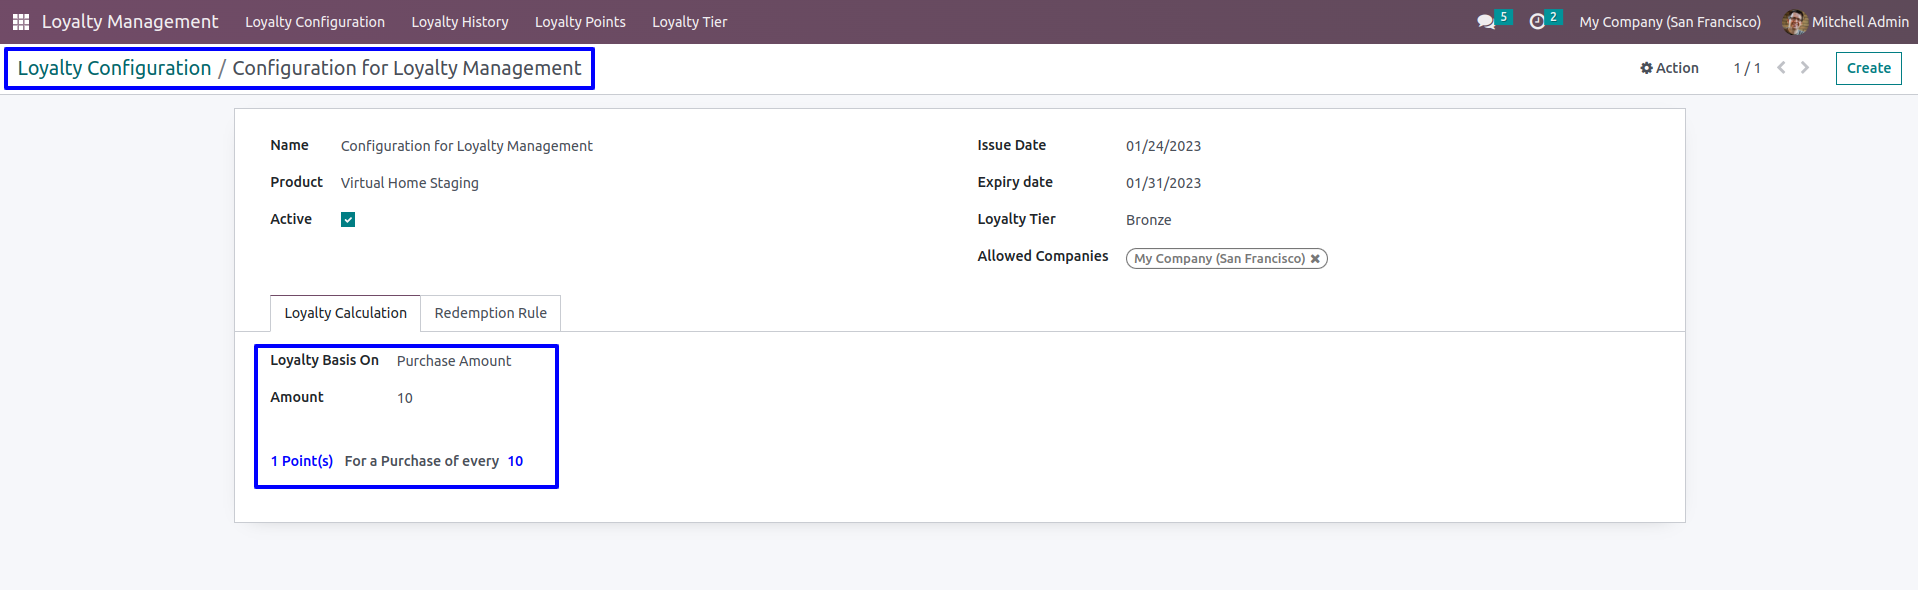 Loyalty Management Loyalty Configuration Loyalty History Loyalty Points Loyalty Tier 5 2 My Company (San Francisco) Mitchell Admin
Loyalty Configuration / Configuration for Loyalty Management Action 1 / 1 Create
Name Configuration for Loyalty Management Issue Date 01/24/2023
Product Virtual Home Staging Expiry date 01/31/2023
Active Loyalty Tier Bronze
Allowed Companies My Company (San Francisco)
Loyalty Calculation Redemption Rule
Loyalty Basis On Purchase Amount
Amount 10
1 Point(s) For a Purchase of every 10